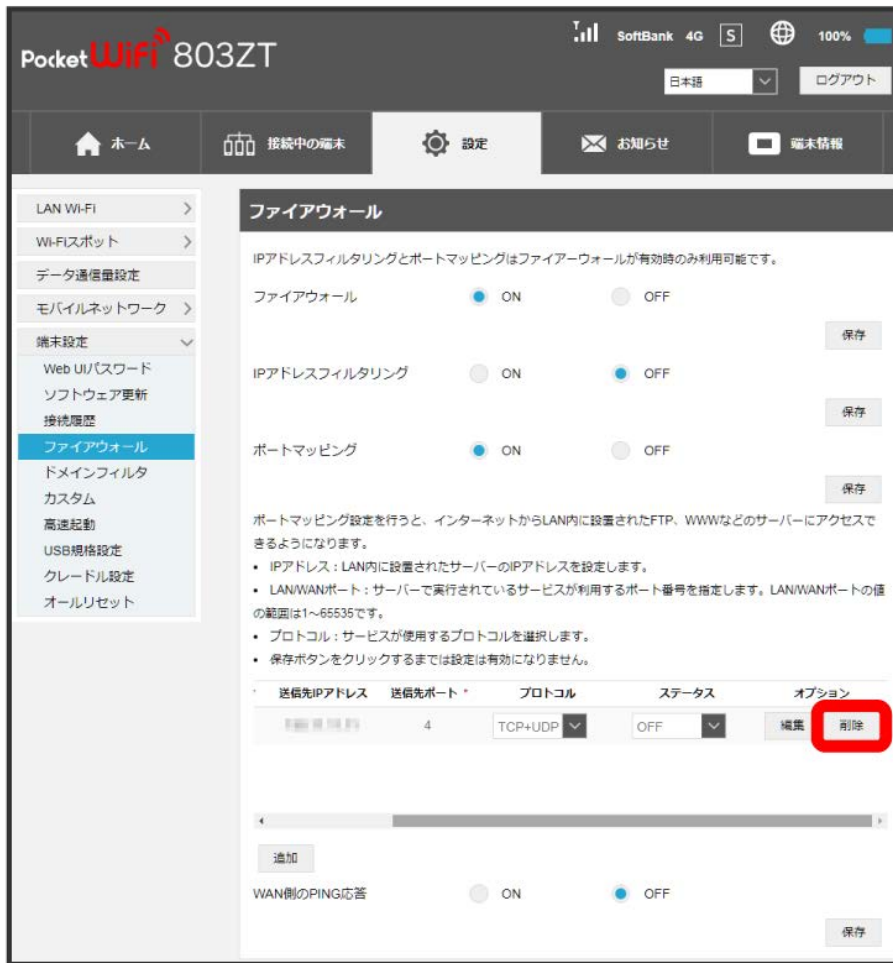 Pocket WiFi 803ZT
SoftBank 4G S 100%
日本語
ログアウト
ホーム
接続中の端末
設定
お知らせ
端末情報
LAN Wi-Fi
Wi-Fiスポット
データ通信量設定
モバイルネットワーク
端末設定
Web UIパスワード
ソフトウェア更新
接続履歴
ファイアウォール
ドメインフィルタ
カスタム
高速起動
USB規格設定
クレードル設定
オールリセット
ファイアウォール
IPアドレスフィルタリングとポートマッピングはファイアーウォールが有効時のみ利用可能です。
ファイアウォール ON OFF
保存
IPアドレスフィルタリング ON OFF
保存
ポートマッピング ON OFF
保存
ポートマッピング設定を行うと、インターネットからLAN内に設置されたFTP、WWWなどのサーバーにアクセスで
きるようになります。
• IPアドレス：LAN内に設置されたサーバーのIPアドレスを設定します。
• LAN/WANポート：サーバーで実行されているサービスが利用するポート番号を指定します。LAN/WANポートの値
の範囲は1～65535です。
• プロトコル：サービスが使用するプロトコルを選択します。
• 保存ボタンをクリックするまでは設定は有効になりません。
送信先IPアドレス 送信先ポート * プロトコル ステータス オプション
4 TCP+UDP OFF 編集 削除
追加
WAN側のPING応答 ON OFF
保存